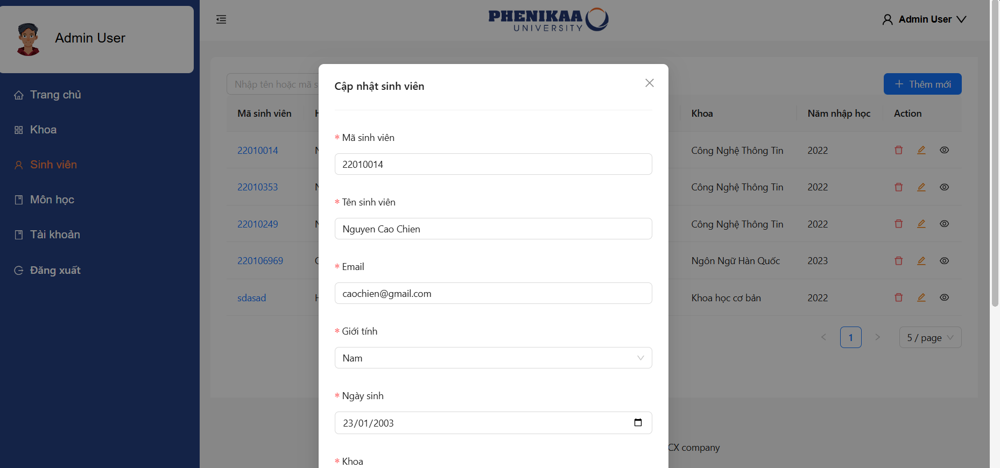 Admin User
Trang chủ
Khoa
Sinh viên
Môn học
Tài khoản
Đăng xuất
PHENIKAA
UNIVERSITY
Admin User
Nhập tên hoặc mã s
Thêm mới
Mã sinh viên
Khoa
Năm nhập học
Action
22010014
Công Nghệ Thông Tin
2022
22010353
Công Nghệ Thông Tin
2022
22010249
Công Nghệ Thông Tin
2022
220106969
Ngôn Ngữ Hàn Quốc
2023
sdasad
Khoa học cơ bản
2022
1
5 / page
CX company
Cập nhật sinh viên
* Mã sinh viên
22010014
* Tên sinh viên
Nguyen Cao Chien
* Email
caochien@gmail.com
* Giới tính
Nam
* Ngày sinh
23/01/2003
* Khoa